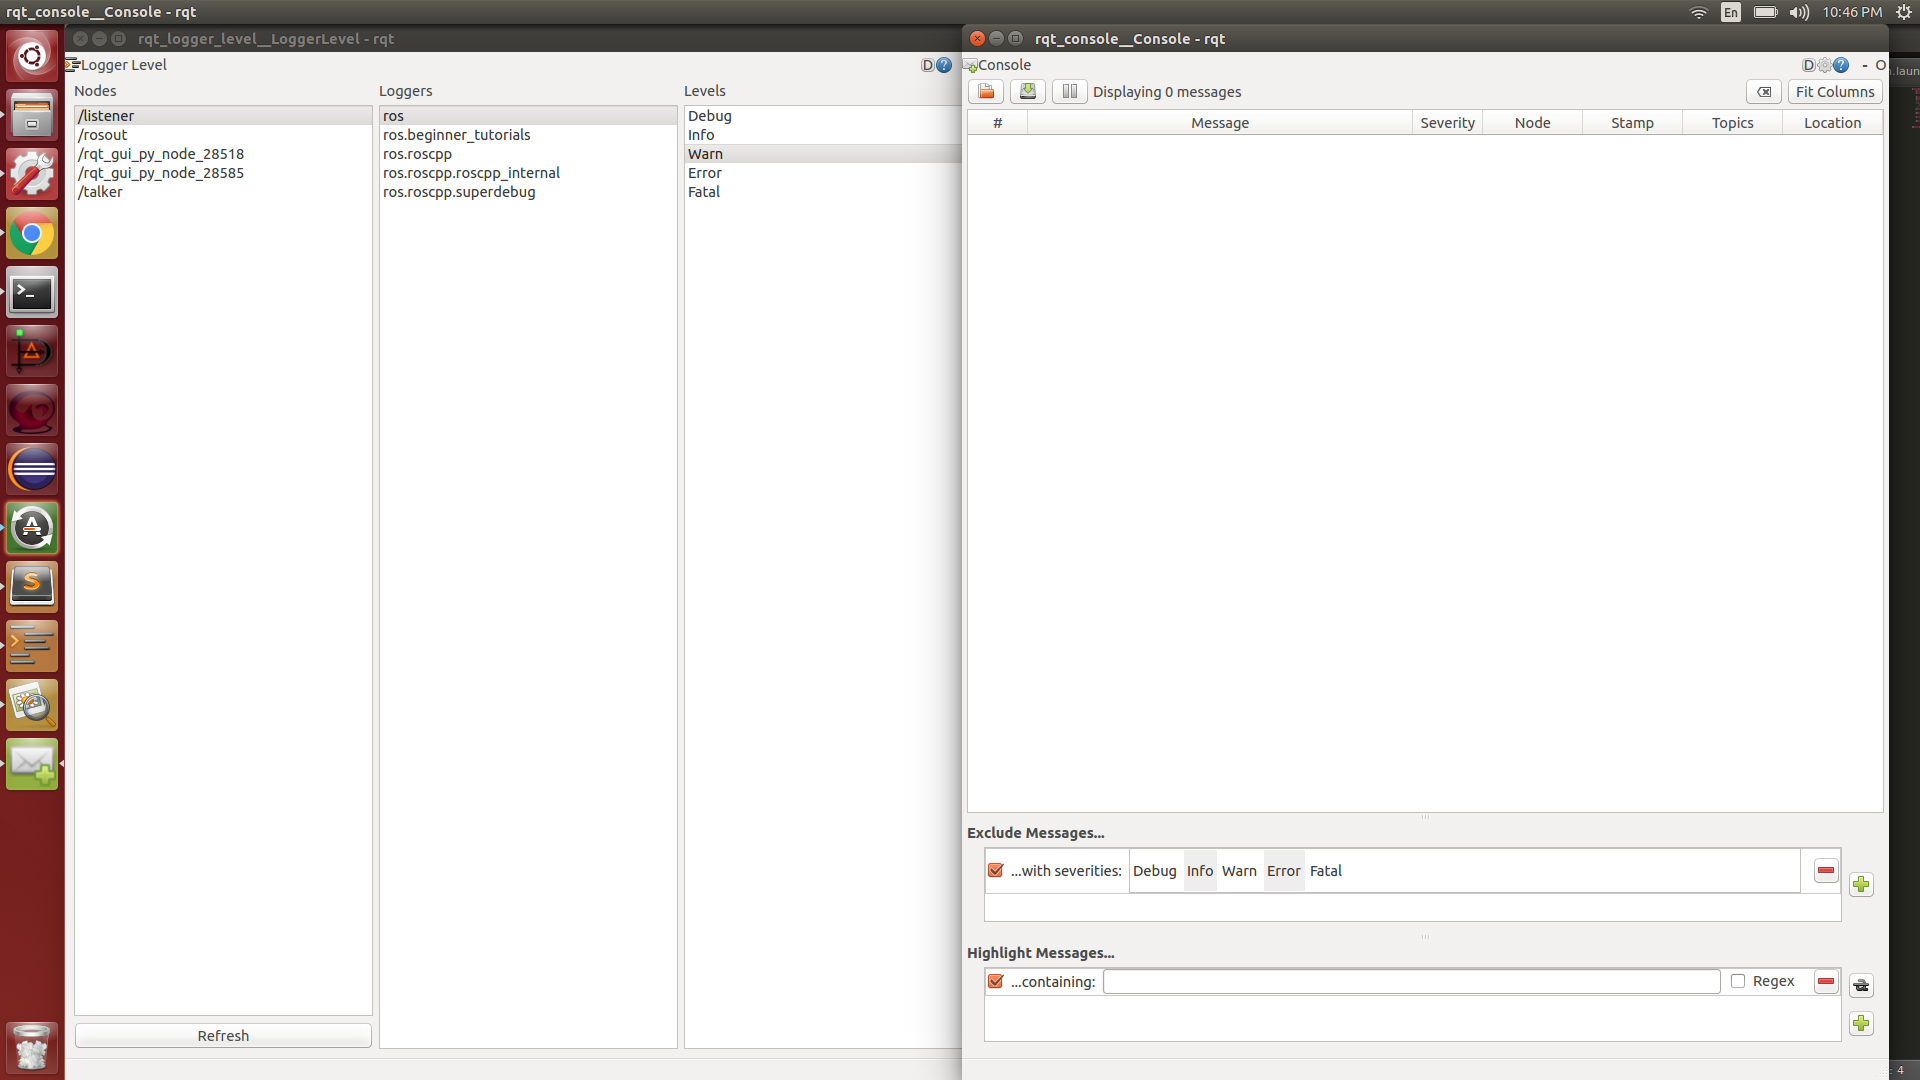 rqt_console__Console - rqt
En
10:46 PM
rqt_logger_level__LoggerLevel - rqt
Logger Level
D ?
Nodes
/listener
/rosout
/rqt_gui_py_node_28518
/rqt_gui_py_node_28585
/talker
Refresh
Loggers
ros
ros.beginner_tutorials
ros.roscpp
ros.roscpp.roscpp_internal
ros.roscpp.superdebug
Levels
Debug
Info
Warn
Error
Fatal
rqt_console__Console - rqt
Console
D ? - O
Displaying 0 messages
Fit Columns
# Message Severity Node Stamp Topics Location
Exclude Messages...
...with severities: Debug Info Warn Error Fatal
Highlight Messages...
...containing: Regex
n.laun
: 4